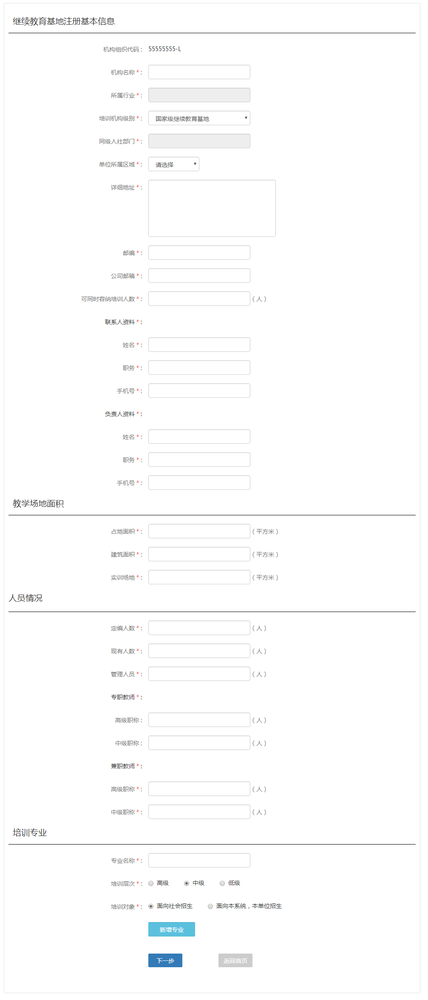 继续教育基地注册基本信息
机构组织代码： 55555555-L
机构名称 *：
所属行业 *：
培训机构级别 *： 国家级继续教育基地
同级人社部门 *：
单位所属区域 *： 请选择
详细地址 *：
邮编 *：
公司邮箱 *：
可同时容纳培训人数 *： （人）
联系人资料 *：
姓名 *：
职务 *：
手机号 *：
负责人资料 *：
姓名 *：
职务 *：
手机号 *：
教学场地面积
占地面积 *： （平方米）
建筑面积 *： （平方米）
实训场地 *： （平方米）
人员情况
定编人数 *： （人）
现有人数 *： （人）
管理人员 *： （人）
专职教师 *：
高级职称： （人）
中级职称： （人）
兼职教师 *：
高级职称 *： （人）
中级职称 *： （人）
培训专业
专业名称 *：
培训层次 *： 高级 中级 低级
培训对象 *： 面向社会招生 面向本系统，本单位招生
新增专业
下一步 返回首页